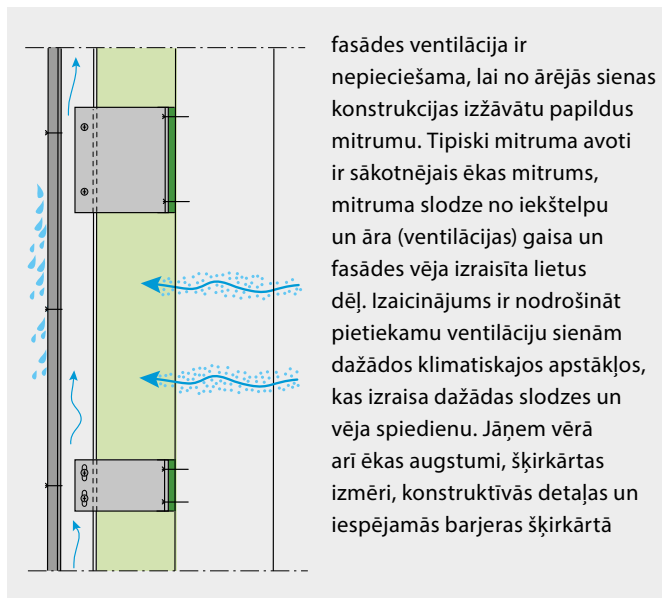 fasādes ventilācija ir
nepieciešama, lai no ārējās sienas
konstrukcijas izžāvātu papildus
mitrumu. Tipiski mitruma avoti
ir sākotnējais ēkas mitrums,
mitruma slodze no iekštelpu
un āra (ventilācijas) gaisa un
fasādes vēja izraisīta lietus
dēļ. Izaicinājums ir nodrošināt
pietiekamu ventilāciju sienām
dažādos klimatiskajos apstākļos,
kas izraisa dažādas slodzes un
vēja spiedienu. Jāņem vērā
arī ēkas augstumi, šķirkārtas
izmēri, konstruktīvās detaļas un
iespējamās barjeras šķirkārtā